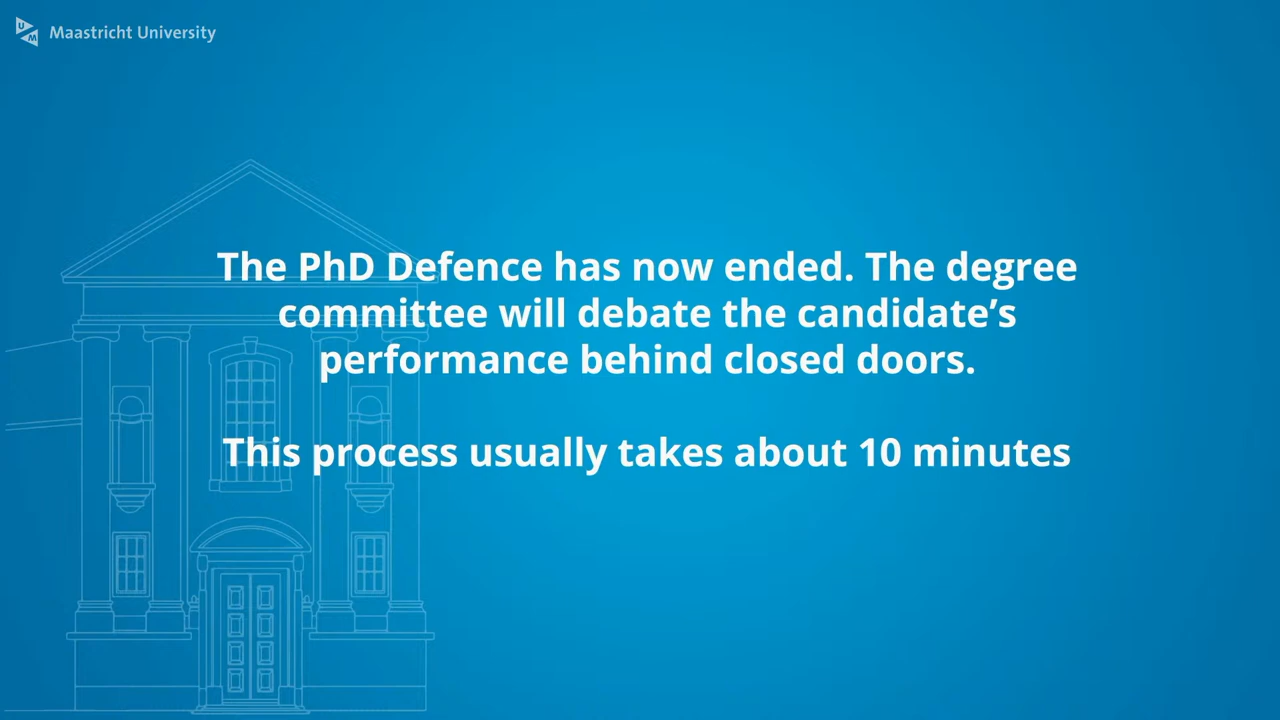 UM Maastricht University
The PhD Defence has now ended. The degree
committee will debate the candidate’s
performance behind closed doors.
This process usually takes about 10 minutes